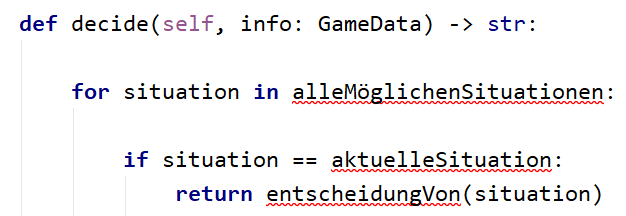 def decide(self, info: GameData) -> str:
for situation in alleMöglichenSituationen:
if situation == aktuelleSituation:
return entscheidungVon(situation)